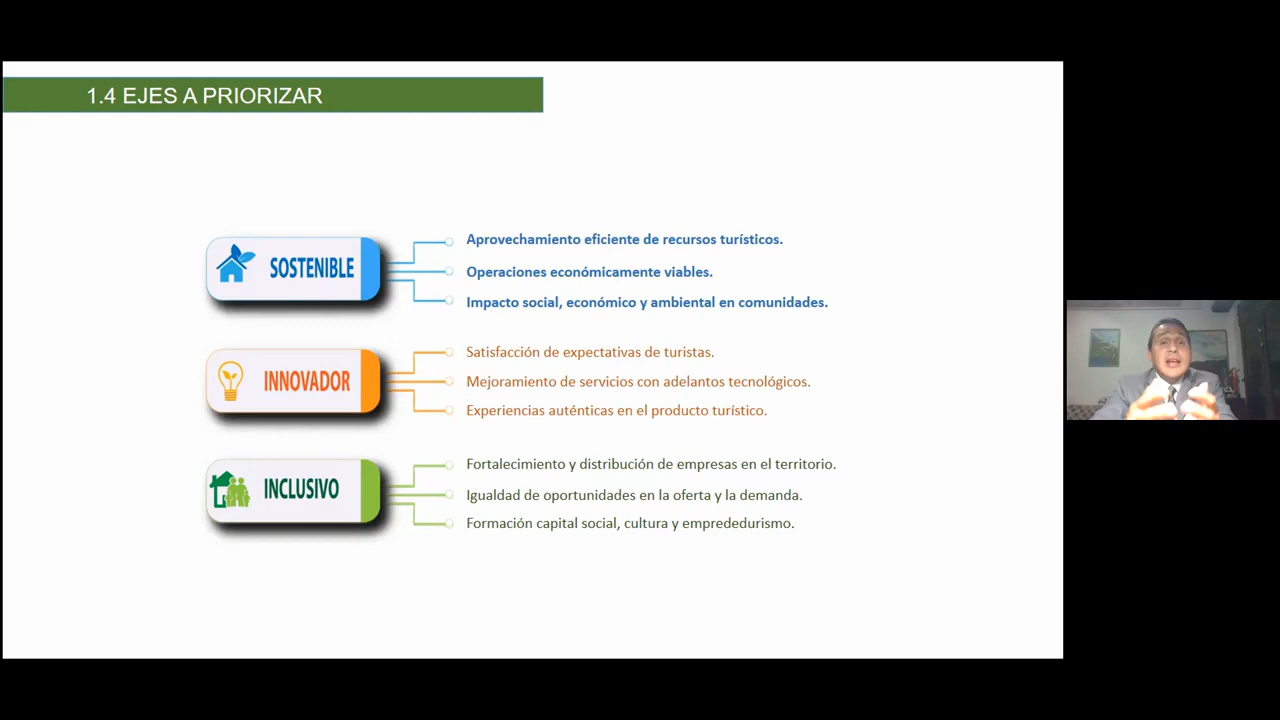 1.4 EJES A PRIORIZAR
SOSTENIBLE
Aprovechamiento eficiente de recursos turísticos.
Operaciones económicamente viables.
Impacto social, económico y ambiental en comunidades.
INNOVADOR
Satisfacción de expectativas de turistas.
Mejoramiento de servicios con adelantos tecnológicos.
Experiencias auténticas en el producto turístico.
INCLUSIVO
Fortalecimiento y distribución de empresas en el territorio.
Igualdad de oportunidades en la oferta y la demanda.
Formación capital social, cultura y emprededurismo.